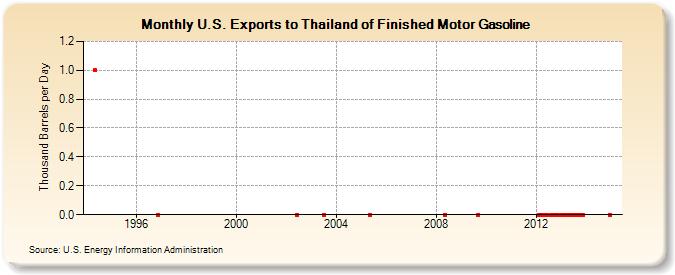 Monthly U.S. Exports to Thailand of Finished Motor Gasoline
Thousand Barrels per Day
1.2
1.0
0.8
0.6
0.4
0.2
0.0
1996 2000 2004 2008 2012
Source: U.S. Energy Information Administration